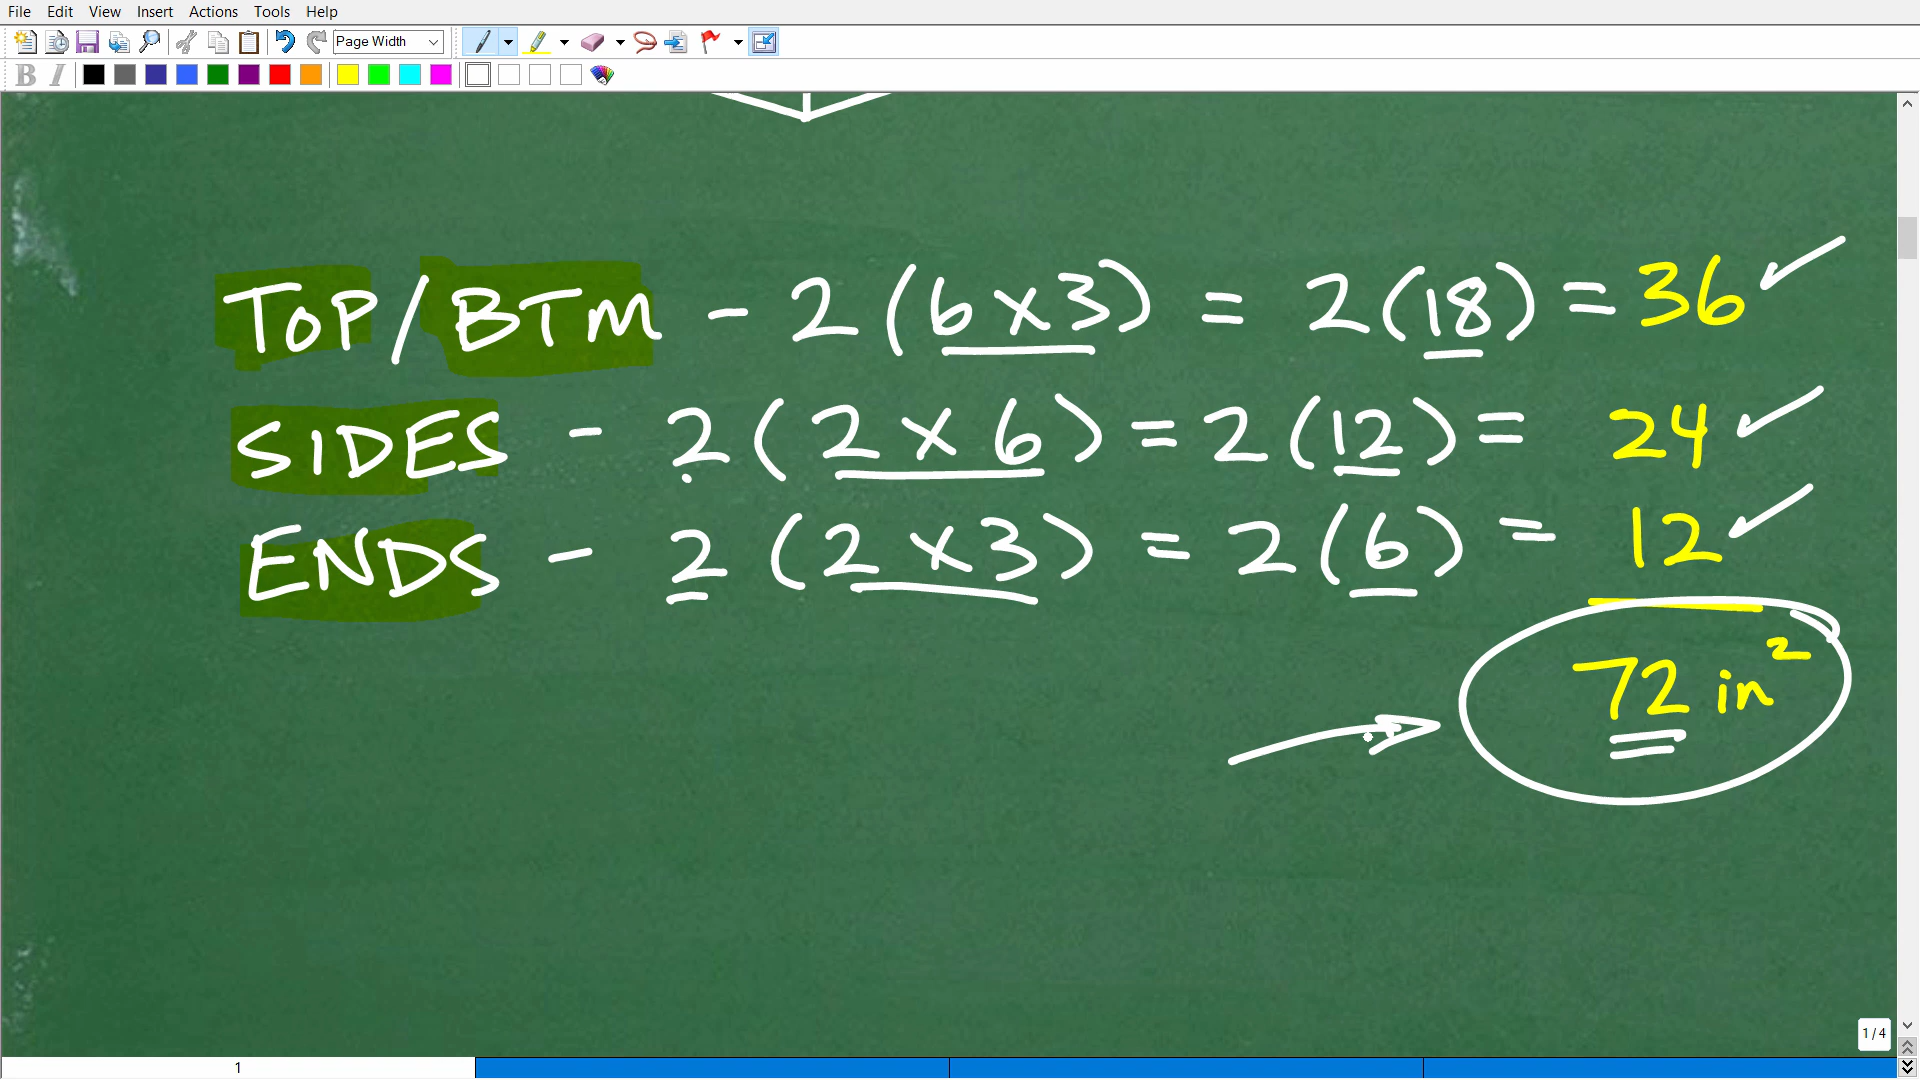 File Edit View Insert Actions Tools Help
Page Width
B I
TOP/BTM - 2(6x3) = 2(18) = 36
SIDES - 2(2x6) = 2(12) = 24
ENDS - 2(2x3) = 2(6) = 12
72 in²
1 / 4
1